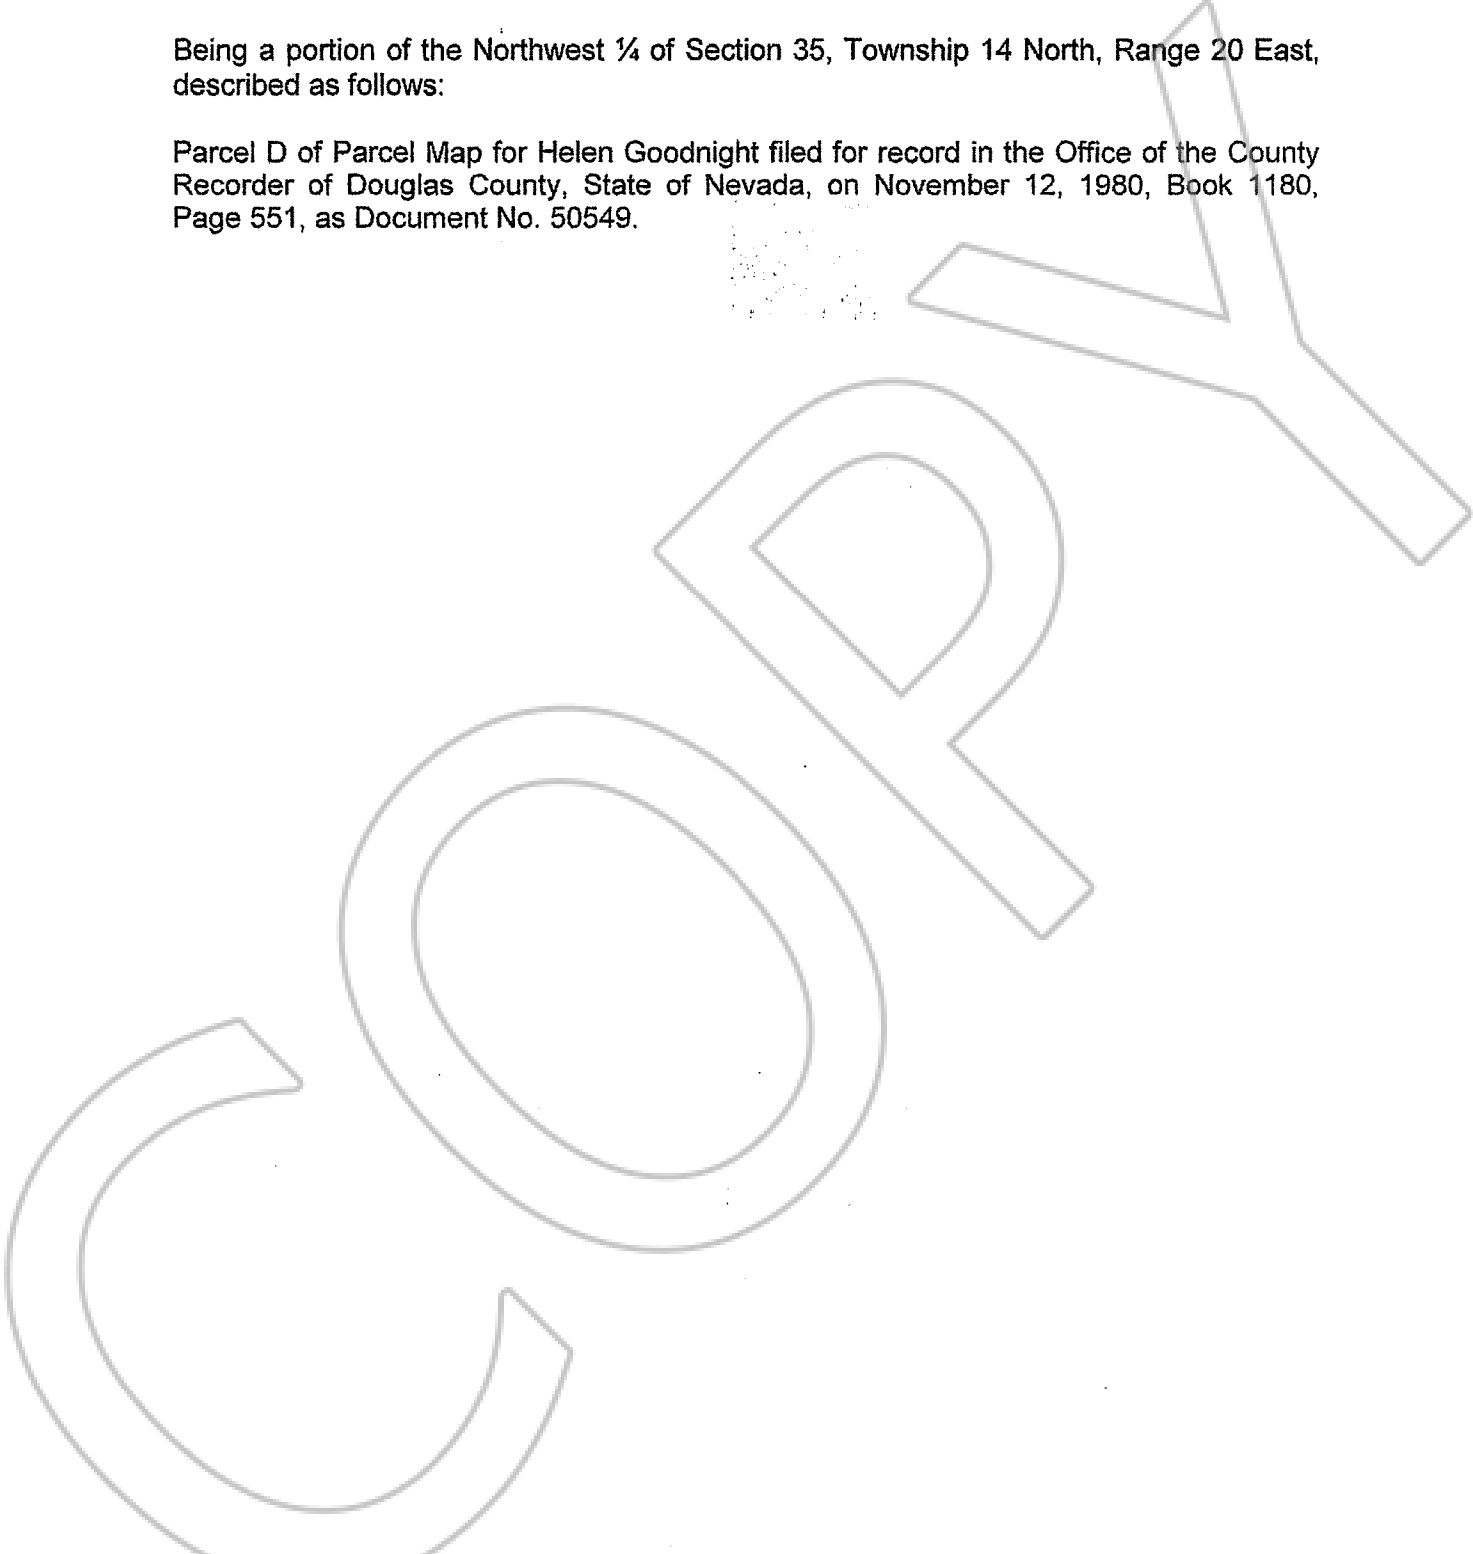 Being a portion of the Northwest ¼ of Section 35, Township 14 North, Range 20 East,
described as follows:
Parcel D of Parcel Map for Helen Goodnight filed for record in the Office of the County
Recorder of Douglas County, State of Nevada, on November 12, 1980, Book 1180,
Page 551, as Document No. 50549.
COPY